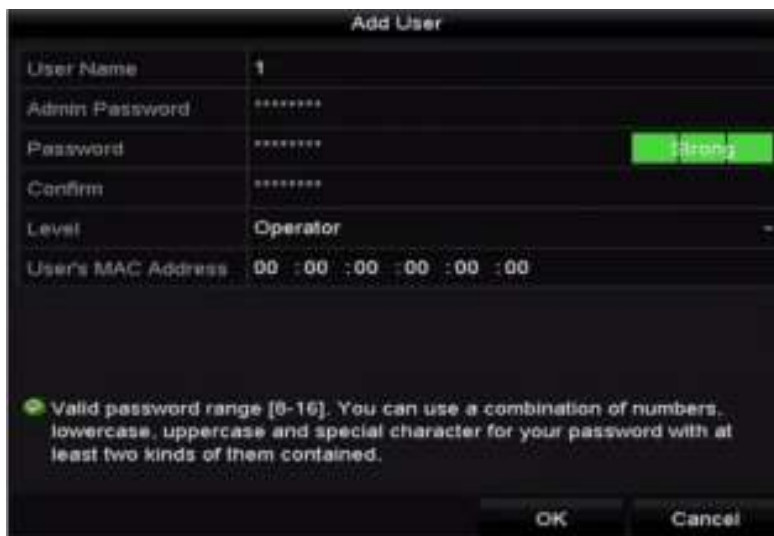 Add User
User Name 1
Admin Password ********
Password ******** Strong
Confirm ********
Level Operator
User's MAC Address 00 :00 :00 :00 :00 :00
Valid password range [8-16]. You can use a combination of numbers,
lowercase, uppercase and special character for your password with at
least two kinds of them contained.
OK Cancel